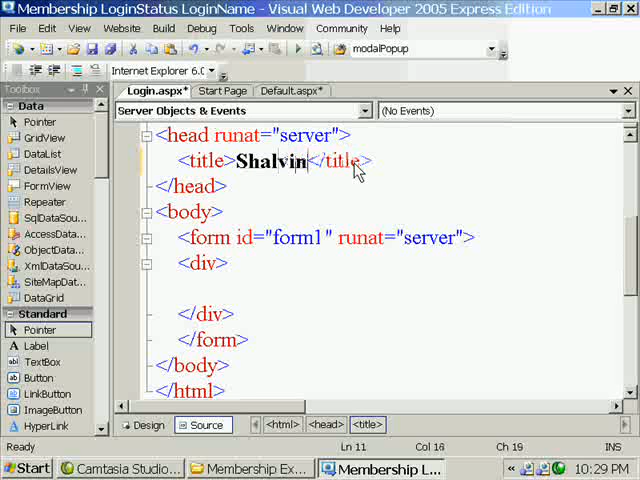 Membership LoginStatus LoginName - Visual Web Developer 2005 Express Edition
File Edit View Website Build Debug Tools Window Community Help
modalPopup
Internet Explorer 6.0
Toolbox
Login.aspx* Start Page Default.aspx*
Server Objects & Events (No Events)
Data
Pointer
GridView
DataList
DetailsView
FormView
Repeater
SqlDataSou...
AccessData...
ObjectData...
XmlDataSou...
SiteMapDat...
DataGrid
Standard
Pointer
Label
TextBox
Button
LinkButton
ImageButton
HyperLink
<head runat="server">
<title>Shalvin</title>
</head>
<body>
<form id="form1" runat="server">
<div>
</div>
</form>
</body>
</html>
Design Source <html> <head> <title>
Ready Ln 11 Col 16 Ch 19 INS
Start Camtasia Studio... Membership Ex... Membership L... « 10:29 PM